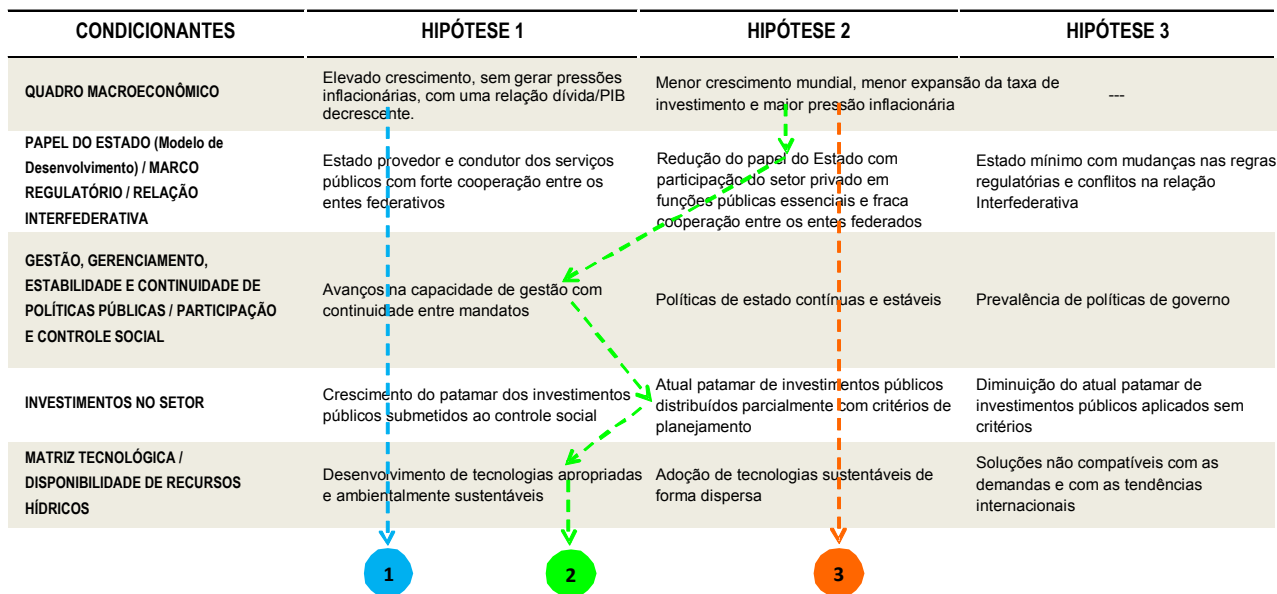 CONDICIONANTES
HIPÓTESE 1
HIPÓTESE 2
HIPÓTESE 3
QUADRO MACROECONÔMICO
Elevado crescimento, sem gerar pressões
inflacionárias, com uma relação dívida/PIB
decrescente.
Menor crescimento mundial, menor expansão da taxa de
investimento e maior pressão inflacionária
---
PAPEL DO ESTADO (Modelo de
Desenvolvimento) / MARCO
REGULATÓRIO / RELAÇÃO
INTERFEDERATIVA
Estado provedor e condutor dos serviços
públicos com forte cooperação entre os
entes federativos
Redução do papel do Estado com
participação do setor privado em
funções públicas essenciais e fraca
cooperação entre os entes federados
Estado mínimo com mudanças nas regras
regulatórias e conflitos na relação
Interfederativa
GESTÃO, GERENCIAMENTO,
ESTABILIDADE E CONTINUIDADE DE
POLÍTICAS PÚBLICAS / PARTICIPAÇÃO
E CONTROLE SOCIAL
Avanços na capacidade de gestão com
continuidade entre mandatos
Políticas de estado contínuas e estáveis
Prevalência de políticas de governo
INVESTIMENTOS NO SETOR
Crescimento do patamar dos investimentos
públicos submetidos ao controle social
Atual patamar de investimentos públicos
distribuídos parcialmente com critérios de
planejamento
Diminuição do atual patamar de
investimentos públicos aplicados sem
critérios
MATRIZ TECNOLÓGICA /
DISPONIBILIDADE DE RECURSOS
HÍDRICOS
Desenvolvimento de tecnologias apropriadas
e ambientalmente sustentáveis
Adoção de tecnologias sustentáveis de
forma dispersa
Soluções não compatíveis com as
demandas e com as tendências
internacionais
1
2
3